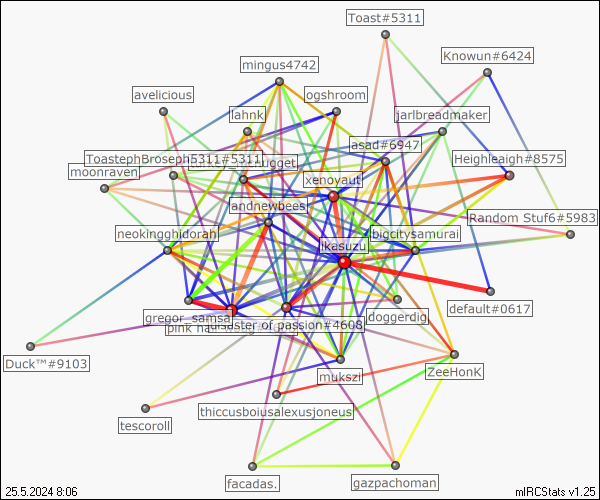 Toast#5311
Knowun#6424
mingus4742
avelicious
ogshroom
lahnk
jarlbreadmaker
asad#6947
ToastephBroseph5311#5311
nugget
Heighleaigh#8575
moonraven
xenoyaut
andnewbees
Random Stuf6#5983
neokingghidorah
bigcitysamurai
ikasuzu
default#0617
doggerdig
gregor_samsa
pink
disaster of passion#4608
Duck™#9103
mukszi
ZeeHonK
thiccusboiusalexusjoneus
tescoroll
facadas.
gazpachoman
25.5.2024 8:06
mIRCStats v1.25